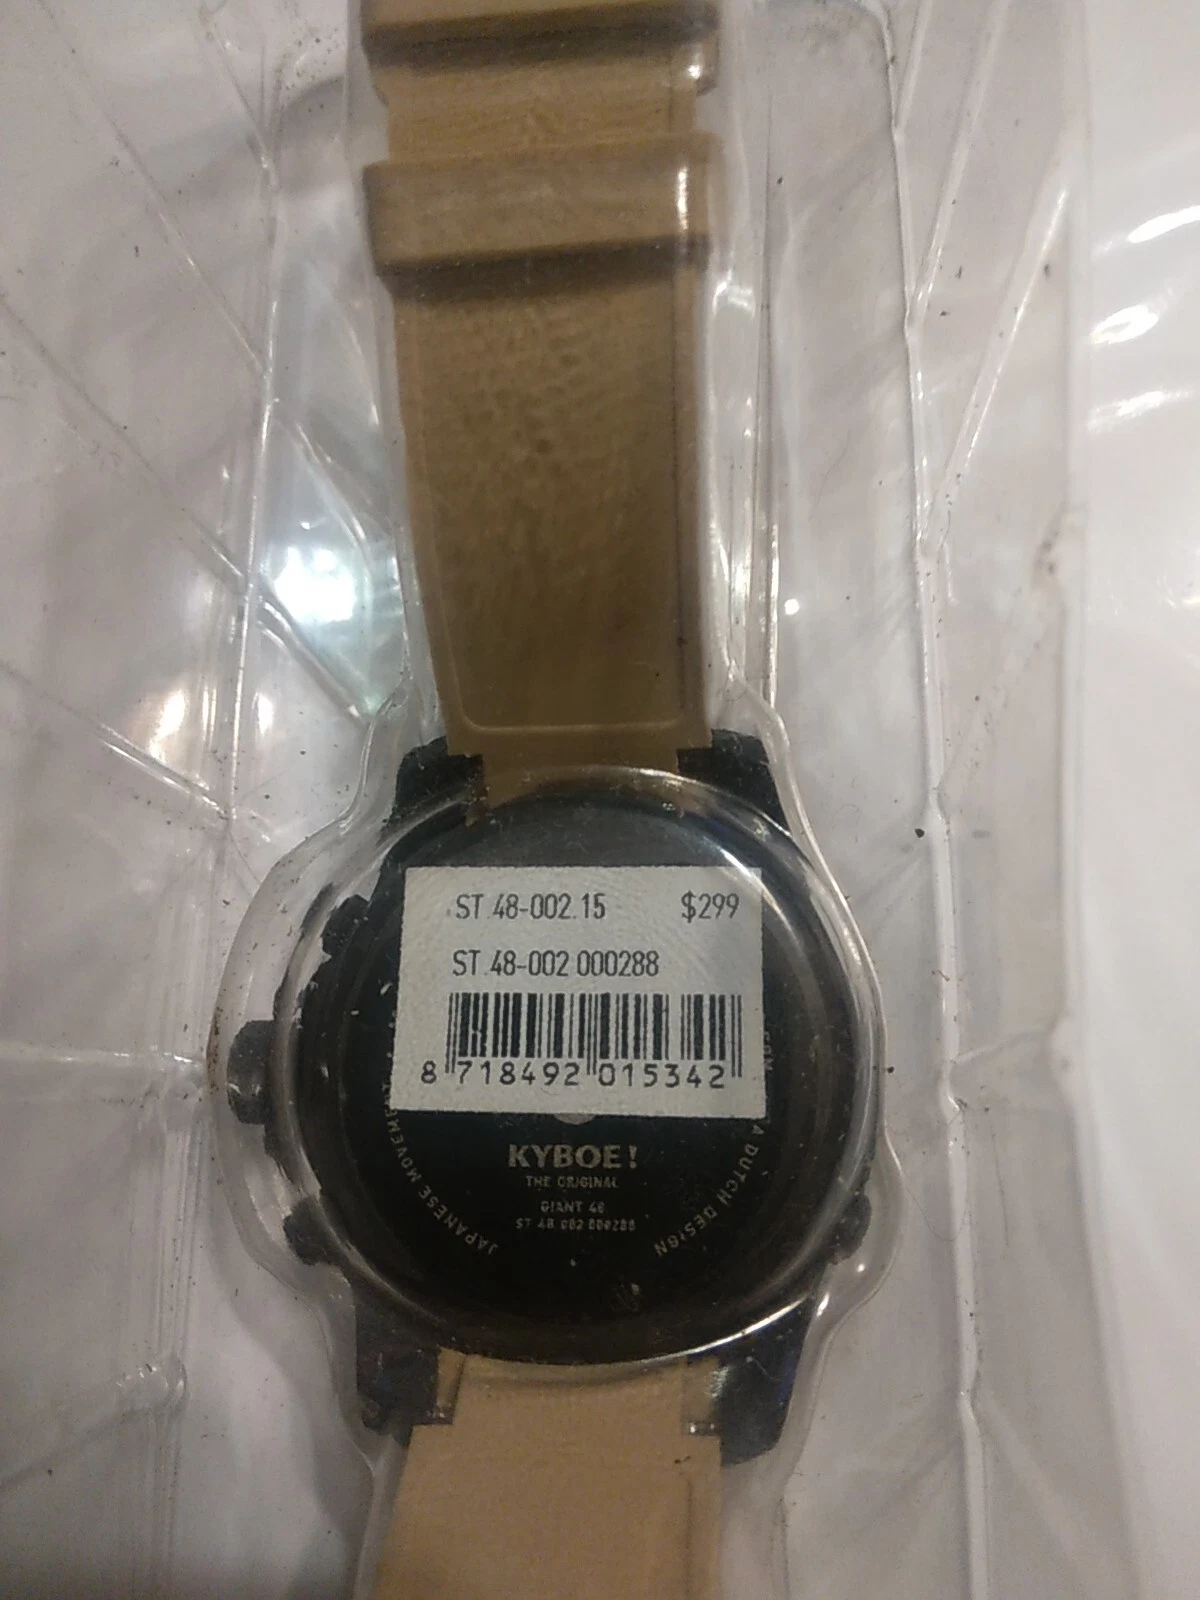 ST.48-002.15 $299
ST.48-002 000288
8 718492 015342
KYBOE!
THE ORIGINAL
GIANT 48
ST 48 002 000288
JAPANESE MOVEMENT
A DUTCH DESIGN